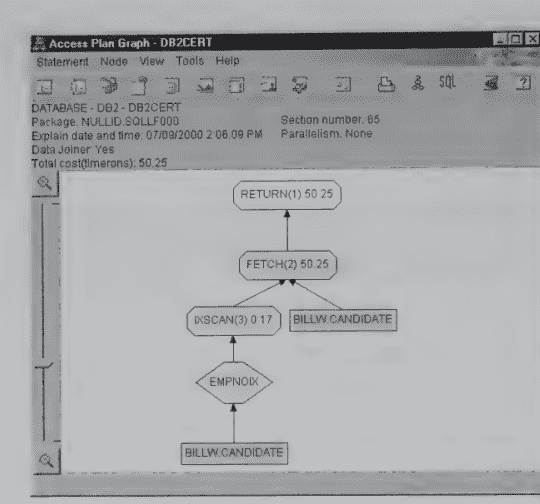 Access Plan Graph - DB2CERT
Statement Node View Tools Help
SQL ?
DATABASE - DB2 - DB2CERT
Package: NULLID.SQLLF000 Section number: 65
Explain date and time: 07/09/2000 2:06:09 PM Parallelism: None
Data Joiner: Yes
Total cost(timerons): 50.25
RETURN(1) 50.25
FETCH(2) 50.25
IXSCAN(3) 0.17 BILLW.CANDIDATE
EMPNOIX
BILLW.CANDIDATE